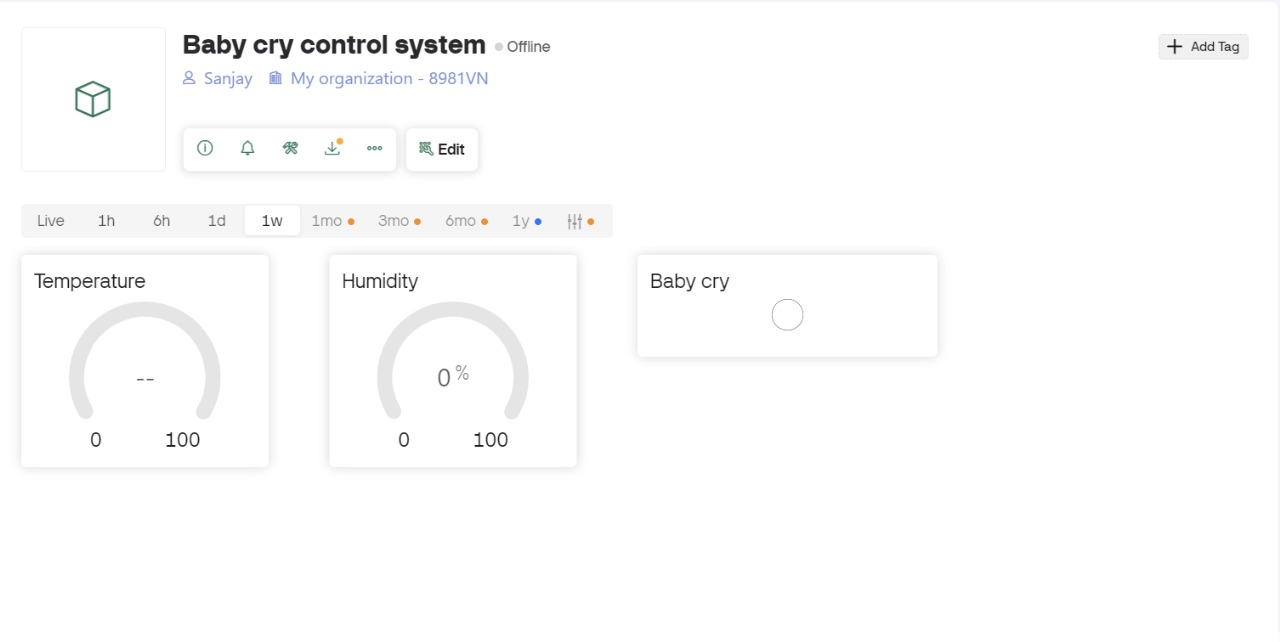 Baby cry control system Offline
Add Tag
Sanjay My organization - 8981VN
Edit
Live 1h 6h 1d 1w 1mo 3mo 6mo 1y
Temperature
--
0 100
Humidity
0 %
0 100
Baby cry